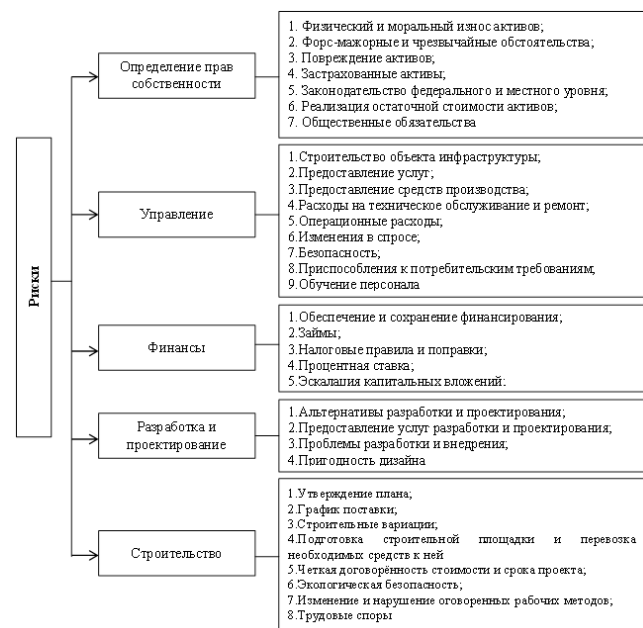 Риски
Определение прав
собственности
1. Физический и моральный износ активов;
2. Форс-мажорные и чрезвычайные обстоятельства;
3. Повреждение активов;
4. Застрахованные активы;
5. Законодательство федерального и местного уровня;
6. Реализация остаточной стоимости активов;
7. Общественные обязательства
Управление
1.Строительство объекта инфраструктуры;
2.Предоставление услуг;
3.Предоставление средств производства;
4.Расходы на техническое обслуживание и ремонт;
5.Операционные расходы;
6.Изменения в спросе;
7.Безопасность;
8.Приспособления к потребительским требованиям;
9.Обучение персонала
Финансы
1.Обеспечение и сохранение финансирования;
2.Займы;
3.Налоговые правила и поправки;
4.Процентная ставка;
5.Эскалация капитальных вложений;
Разработка и
проектирование
1.Альтернативы разработки и проектирования;
2.Предоставление услуг разработки и проектирования;
3.Проблемы разработки и внедрения;
4.Пригодность дизайна
Строительство
1.Утверждение плана;
2.График поставки;
3.Строительные вариации;
4.Подготовка строительной площадки и перевозка
необходимых средств к ней
5.Четкая договорённость стоимости и срока проекта;
6.Экологическая безопасность;
7.Изменение и нарушение оговоренных рабочих методов;
8.Трудовые споры